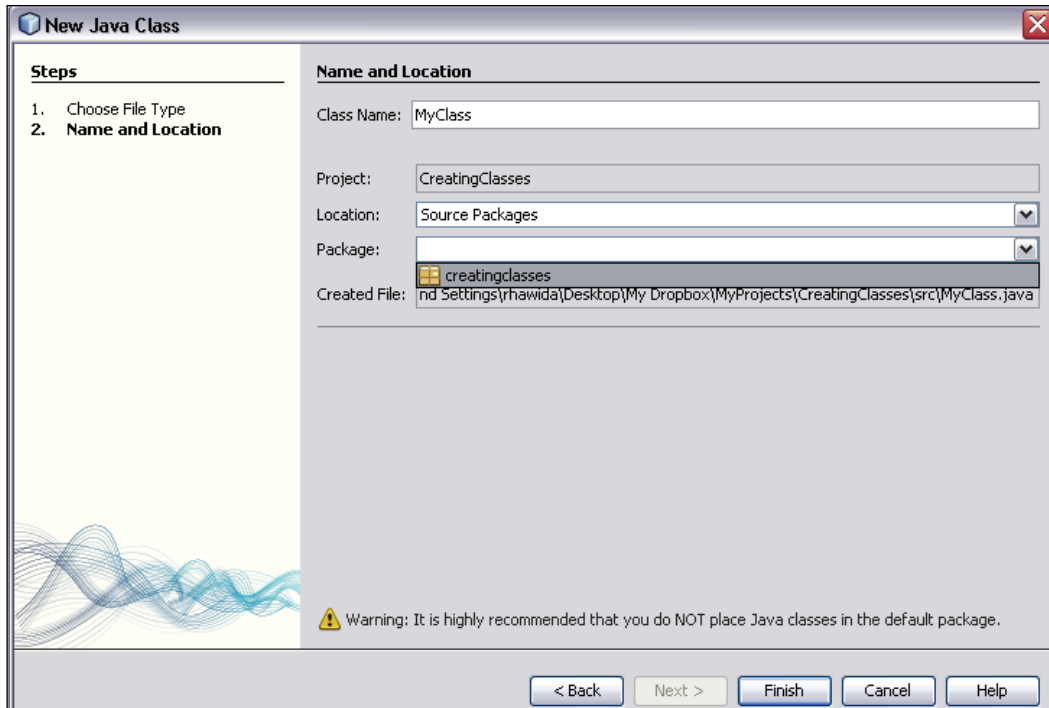 New Java Class
Steps
1. Choose File Type
2. Name and Location
Name and Location
Class Name: MyClass
Project: CreatingClasses
Location: Source Packages
Package:
creatingclasses
Created File: nd Settings\rhawida\Desktop\My Dropbox\MyProjects\CreatingClasses\src\MyClass.java
Warning: It is highly recommended that you do NOT place Java classes in the default package.
< Back Next > Finish Cancel Help